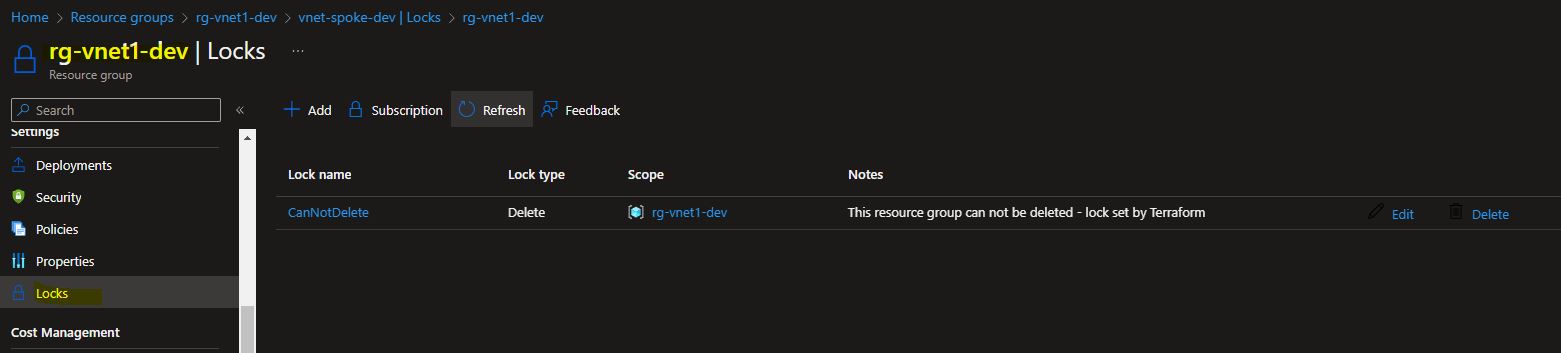 Home > Resource groups > rg-vnet1-dev > vnet-spoke-dev | Locks > rg-vnet1-dev
rg-vnet1-dev | Locks ...
Resource group
Search «
Add Subscription Refresh Feedback
Settings
Deployments
Security
Policies
Properties
Locks
Cost Management
Lock name Lock type Scope Notes
CanNotDelete Delete rg-vnet1-dev This resource group can not be deleted - lock set by Terraform Edit Delete